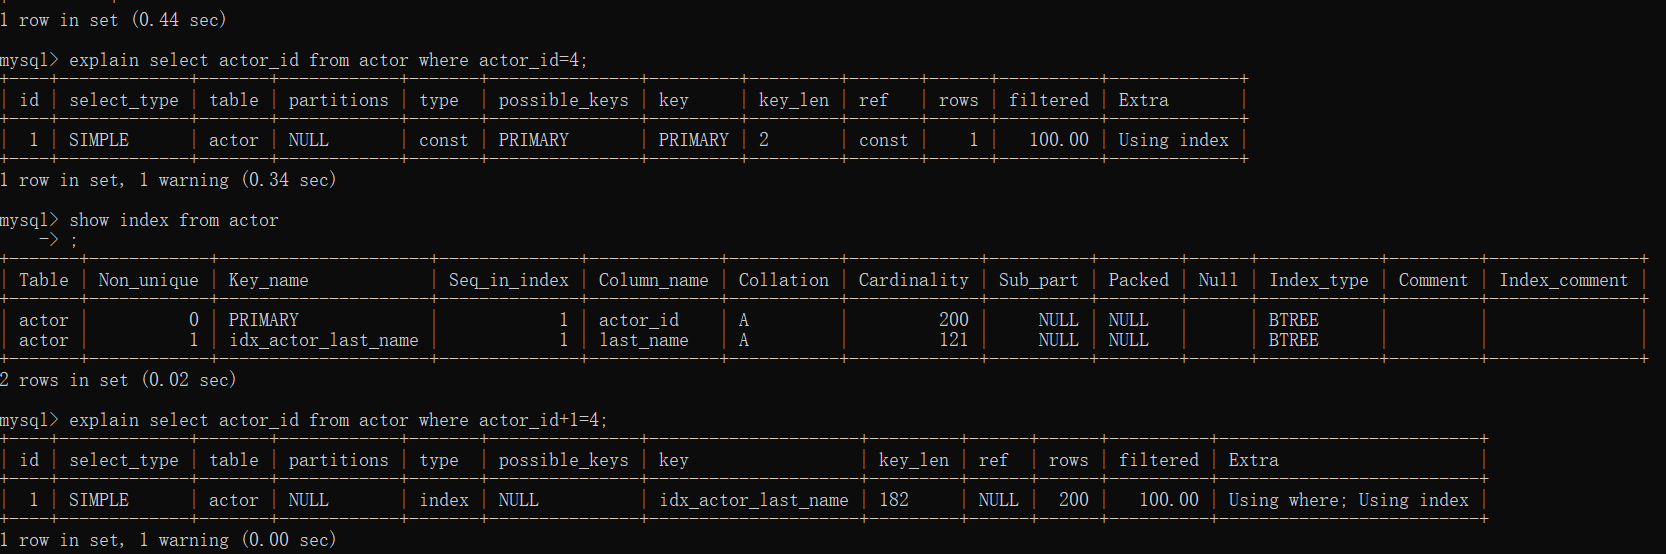 1 row in set (0.44 sec)
mysql> explain select actor_id from actor where actor_id=4;
+----+-------------+-------+------------+-------+---------------+---------+---------+-------+------+----------+-------------+
| id | select_type | table | partitions | type  | possible_keys | key     | key_len | ref   | rows | filtered | Extra       |
+----+-------------+-------+------------+-------+---------------+---------+---------+-------+------+----------+-------------+
|  1 | SIMPLE      | actor | NULL       | const | PRIMARY       | PRIMARY | 2       | const |    1 |   100.00 | Using index |
+----+-------------+-------+------------+-------+---------------+---------+---------+-------+------+----------+-------------+
1 row in set, 1 warning (0.34 sec)
mysql> show index from actor
    -> ;
+-------+------------+---------------------+--------------+-------------+-----------+-------------+----------+--------+------+------------+---------+---------------+
| Table | Non_unique | Key_name            | Seq_in_index | Column_name | Collation | Cardinality | Sub_part | Packed | Null | Index_type | Comment | Index_comment |
+-------+------------+---------------------+--------------+-------------+-----------+-------------+----------+--------+------+------------+---------+---------------+
| actor |          0 | PRIMARY             |            1 | actor_id    | A         |         200 |     NULL | NULL   |      | BTREE      |         |               |
| actor |          1 | idx_actor_last_name |            1 | last_name   | A         |         121 |     NULL | NULL   |      | BTREE      |         |               |
+-------+------------+---------------------+--------------+-------------+-----------+-------------+----------+--------+------+------------+---------+---------------+
2 rows in set (0.02 sec)
mysql> explain select actor_id from actor where actor_id+1=4;
+----+-------------+-------+------------+-------+---------------+---------------------+---------+------+------+----------+--------------------------+
| id | select_type | table | partitions | type  | possible_keys | key                 | key_len | ref  | rows | filtered | Extra                    |
+----+-------------+-------+------------+-------+---------------+---------------------+---------+------+------+----------+--------------------------+
|  1 | SIMPLE      | actor | NULL       | index | NULL          | idx_actor_last_name | 182     | NULL |  200 |   100.00 | Using where; Using index |
+----+-------------+-------+------------+-------+---------------+---------------------+---------+------+------+----------+--------------------------+
1 row in set, 1 warning (0.00 sec)